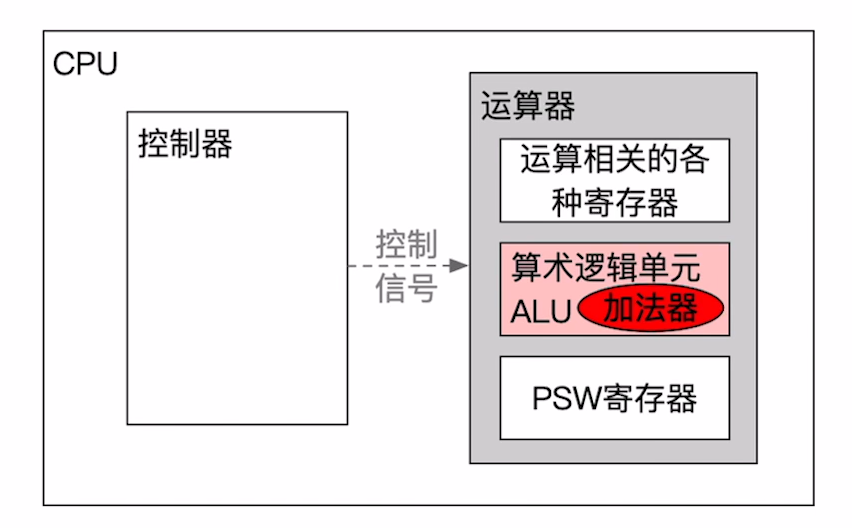 CPU
控制器
控制
信号
运算器
运算相关的各
种寄存器
算术逻辑单元
ALU 加法器
PSW寄存器